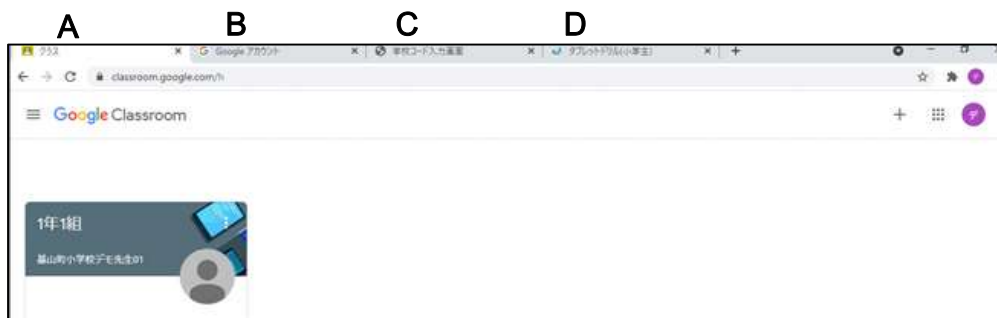 A B C D
クラス Google アカウント 学校コード入力画面 タブレットドリル(小学生)
classroom.google.com/h
Google Classroom
デ
1年1組
基山町小学校デモ先生01